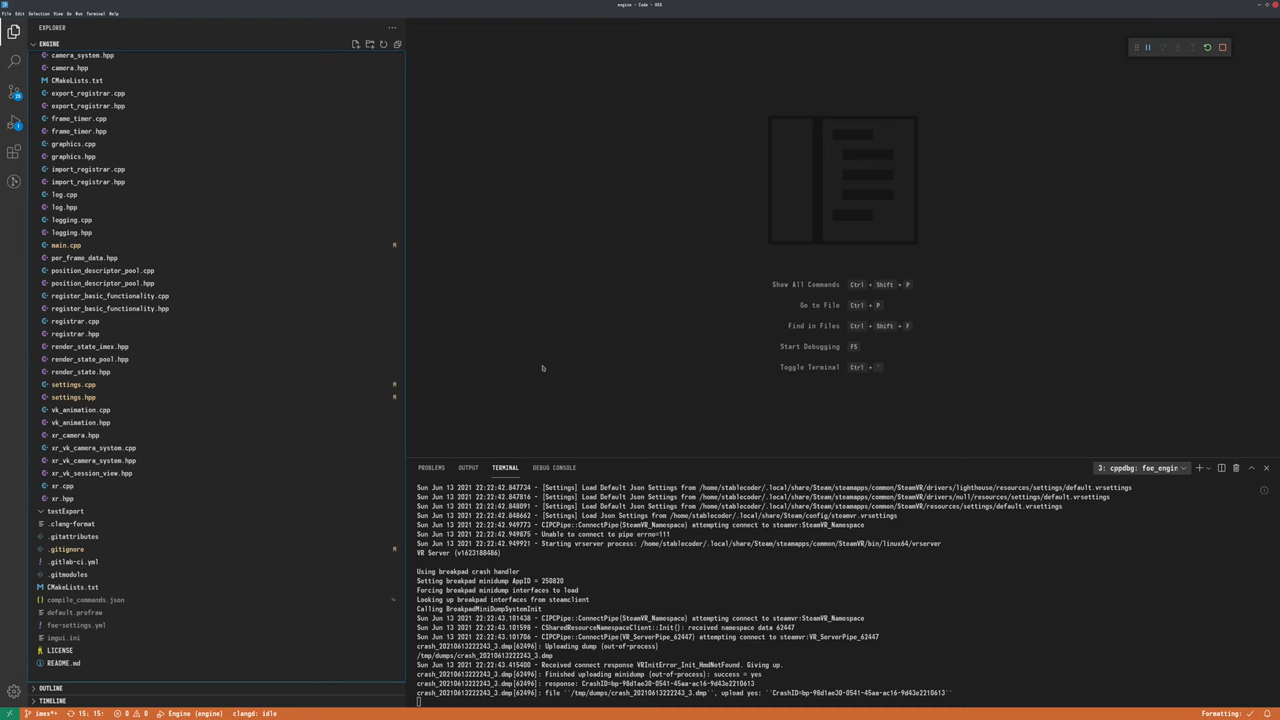 engine - Code - OSS
File Edit Selection View Go Run Terminal Help
EXPLORER
ENGINE
camera_system.hpp
camera.hpp
CMakeLists.txt
export_registrar.cpp
export_registrar.hpp
frame_timer.cpp
frame_timer.hpp
graphics.cpp
graphics.hpp
import_registrar.cpp
import_registrar.hpp
log.cpp
log.hpp
logging.cpp
logging.hpp
main.cpp M
per_frame_data.hpp
position_descriptor_pool.cpp
position_descriptor_pool.hpp
register_basic_functionality.cpp
register_basic_functionality.hpp
registrar.cpp
registrar.hpp
render_state_imex.hpp
render_state_pool.hpp
render_state.hpp
settings.cpp M
settings.hpp M
vk_animation.cpp
vk_animation.hpp
xr_camera.hpp
xr_vk_camera_system.cpp
xr_vk_camera_system.hpp
xr_vk_session_view.hpp
xr.cpp
xr.hpp
testExport
.clang-format
.gitattributes
.gitignore M
.gitlab-ci.yml
.gitmodules
CMakeLists.txt
compile_commands.json
default.profraw
foe-settings.yml
imgui.ini
LICENSE
README.md
OUTLINE
TIMELINE
Show All Commands Ctrl + Shift + P
Go to File Ctrl + P
Find in Files Ctrl + Shift + F
Start Debugging F5
Toggle Terminal Ctrl + `
PROBLEMS OUTPUT TERMINAL DEBUG CONSOLE
3: cppdbg: foe_engin
Sun Jun 13 2021 22:22:42.847734 - [Settings] Load Default Json Settings from /home/stablecoder/.local/share/Steam/steamapps/common/SteamVR/drivers/lighthouse/resources/settings/default.vrsettings
Sun Jun 13 2021 22:22:42.847816 - [Settings] Load Default Json Settings from /home/stablecoder/.local/share/Steam/steamapps/common/SteamVR/drivers/null/resources/settings/default.vrsettings
Sun Jun 13 2021 22:22:42.848091 - [Settings] Load Default Json Settings from /home/stablecoder/.local/share/Steam/steamapps/common/SteamVR/resources/settings/default.vrsettings
Sun Jun 13 2021 22:22:42.848662 - [Settings] Load Json Settings from /home/stablecoder/.local/share/Steam/config/steamvr.vrsettings
Sun Jun 13 2021 22:22:42.949773 - CIPCPipe::ConnectPipe(SteamVR_Namespace) attempting connect to steamvr:SteamVR_Namespace
Sun Jun 13 2021 22:22:42.949875 - Unable to connect to pipe errno=111
Sun Jun 13 2021 22:22:42.949921 - Starting vrserver process: /home/stablecoder/.local/share/Steam/steamapps/common/SteamVR/bin/linux64/vrserver
VR Server (v1623188486)
Using breakpad crash handler
Setting breakpad minidump AppID = 250820
Forcing breakpad minidump interfaces to load
Looking up breakpad interfaces from steamclient
Calling BreakpadMiniDumpSystemInit
Sun Jun 13 2021 22:22:43.101438 - CIPCPipe::ConnectPipe(SteamVR_Namespace) attempting connect to steamvr:SteamVR_Namespace
Sun Jun 13 2021 22:22:43.101598 - CSharedResourceNamespaceClient::Init(): received namespace data 62447
Sun Jun 13 2021 22:22:43.101706 - CIPCPipe::ConnectPipe(VR_ServerPipe_62447) attempting connect to steamvr:VR_ServerPipe_62447
crash_20210613222243_3.dmp[62496]: Uploading dump (out-of-process)
/tmp/dumps/crash_20210613222243_3.dmp
Sun Jun 13 2021 22:22:43.415400 - Received connect response VRInitError_Init_HmdNotFound. Giving up.
crash_20210613222243_3.dmp[62496]: Finished uploading minidump (out-of-process): success = yes
crash_20210613222243_3.dmp[62496]: response: CrashID=bp-98d1ae30-0541-45aa-ac16-9d43e2210613
crash_20210613222243_3.dmp[62496]: file ''/tmp/dumps/crash_20210613222243_3.dmp'', upload yes: ''CrashID=bp-98d1ae30-0541-45aa-ac16-9d43e2210613''
imex*+ 15↓ 15↑ 0 0 Engine (engine) clangd: idle Formatting: ✓